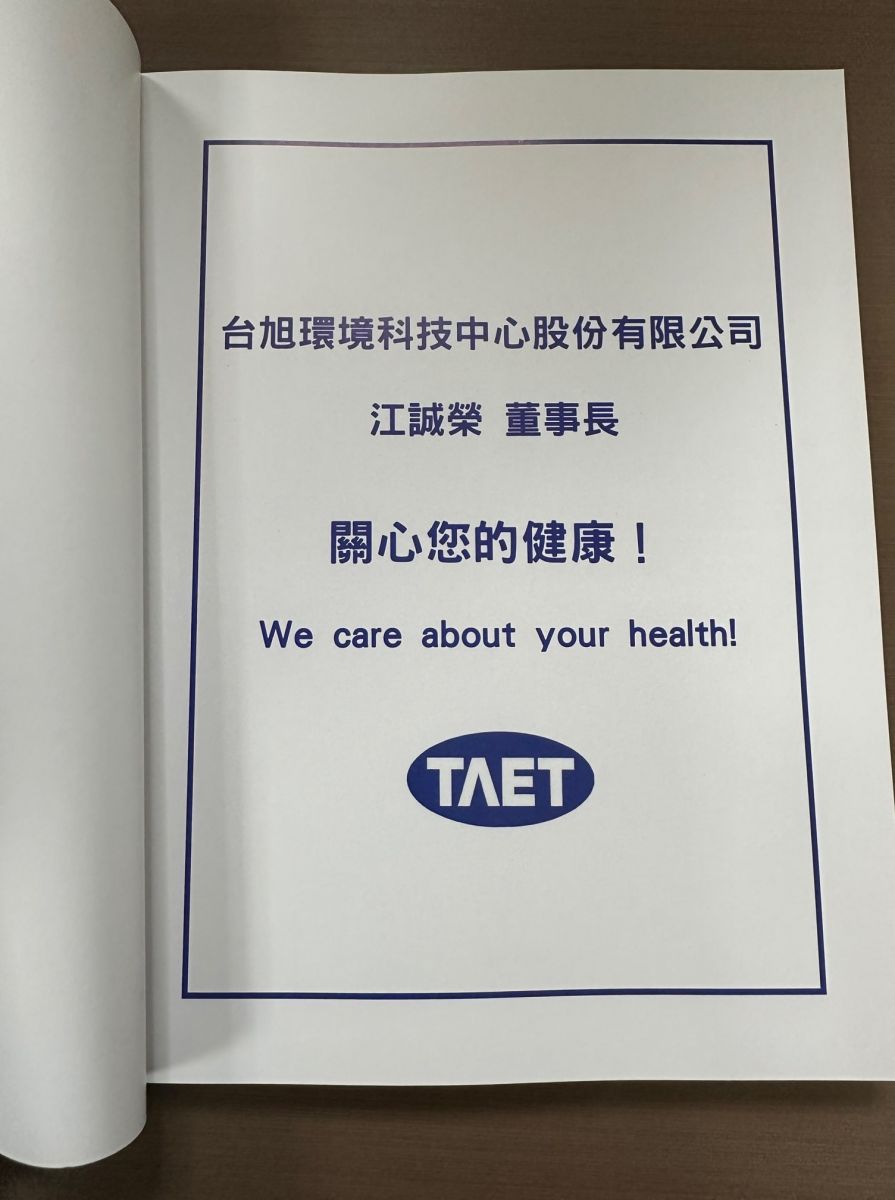 台旭環境科技中心股份有限公司
江誠榮 董事長
關心您的健康！
We care about your health!
TAET